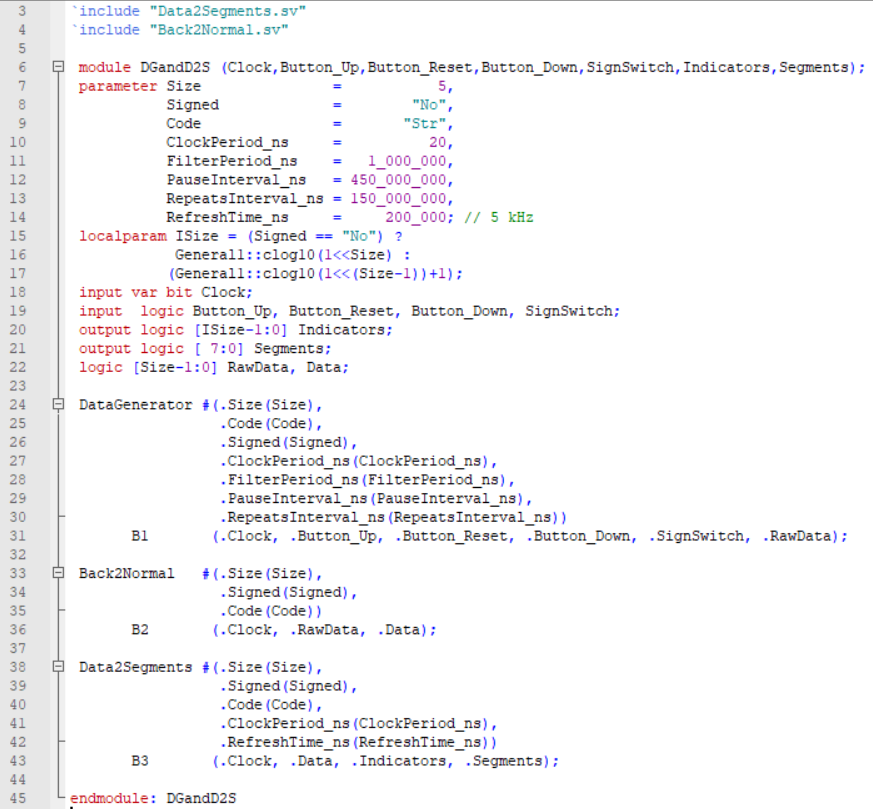 3 `include "Data2Segments.sv"
4 `include "Back2Normal.sv"
5
6 module DGandD2S (Clock,Button_Up,Button_Reset,Button_Down,SignSwitch,Indicators,Segments);
7 parameter Size = 5,
8 Signed = "No",
9 Code = "Str",
10 ClockPeriod_ns = 20,
11 FilterPeriod_ns = 1_000_000,
12 PauseInterval_ns = 450_000_000,
13 RepeatsInterval_ns = 150_000_000,
14 RefreshTime_ns = 200_000; // 5 kHz
15 localparam ISize = (Signed == "No") ?
16 General1::clog10(1<<Size) :
17 (General1::clog10(1<<(Size-1))+1);
18 input var bit Clock;
19 input logic Button_Up, Button_Reset, Button_Down, SignSwitch;
20 output logic [ISize-1:0] Indicators;
21 output logic [ 7:0] Segments;
22 logic [Size-1:0] RawData, Data;
23
24 DataGenerator #(.Size(Size),
25 .Code(Code),
26 .Signed(Signed),
27 .ClockPeriod_ns(ClockPeriod_ns),
28 .FilterPeriod_ns(FilterPeriod_ns),
29 .PauseInterval_ns(PauseInterval_ns),
30 .RepeatsInterval_ns(RepeatsInterval_ns))
31 B1 (.Clock, .Button_Up, .Button_Reset, .Button_Down, .SignSwitch, .RawData);
32
33 Back2Normal #(.Size(Size),
34 .Signed(Signed),
35 .Code(Code))
36 B2 (.Clock, .RawData, .Data);
37
38 Data2Segments #(.Size(Size),
39 .Signed(Signed),
40 .Code(Code),
41 .ClockPeriod_ns(ClockPeriod_ns),
42 .RefreshTime_ns(RefreshTime_ns))
43 B3 (.Clock, .Data, .Indicators, .Segments);
44
45 endmodule: DGandD2S